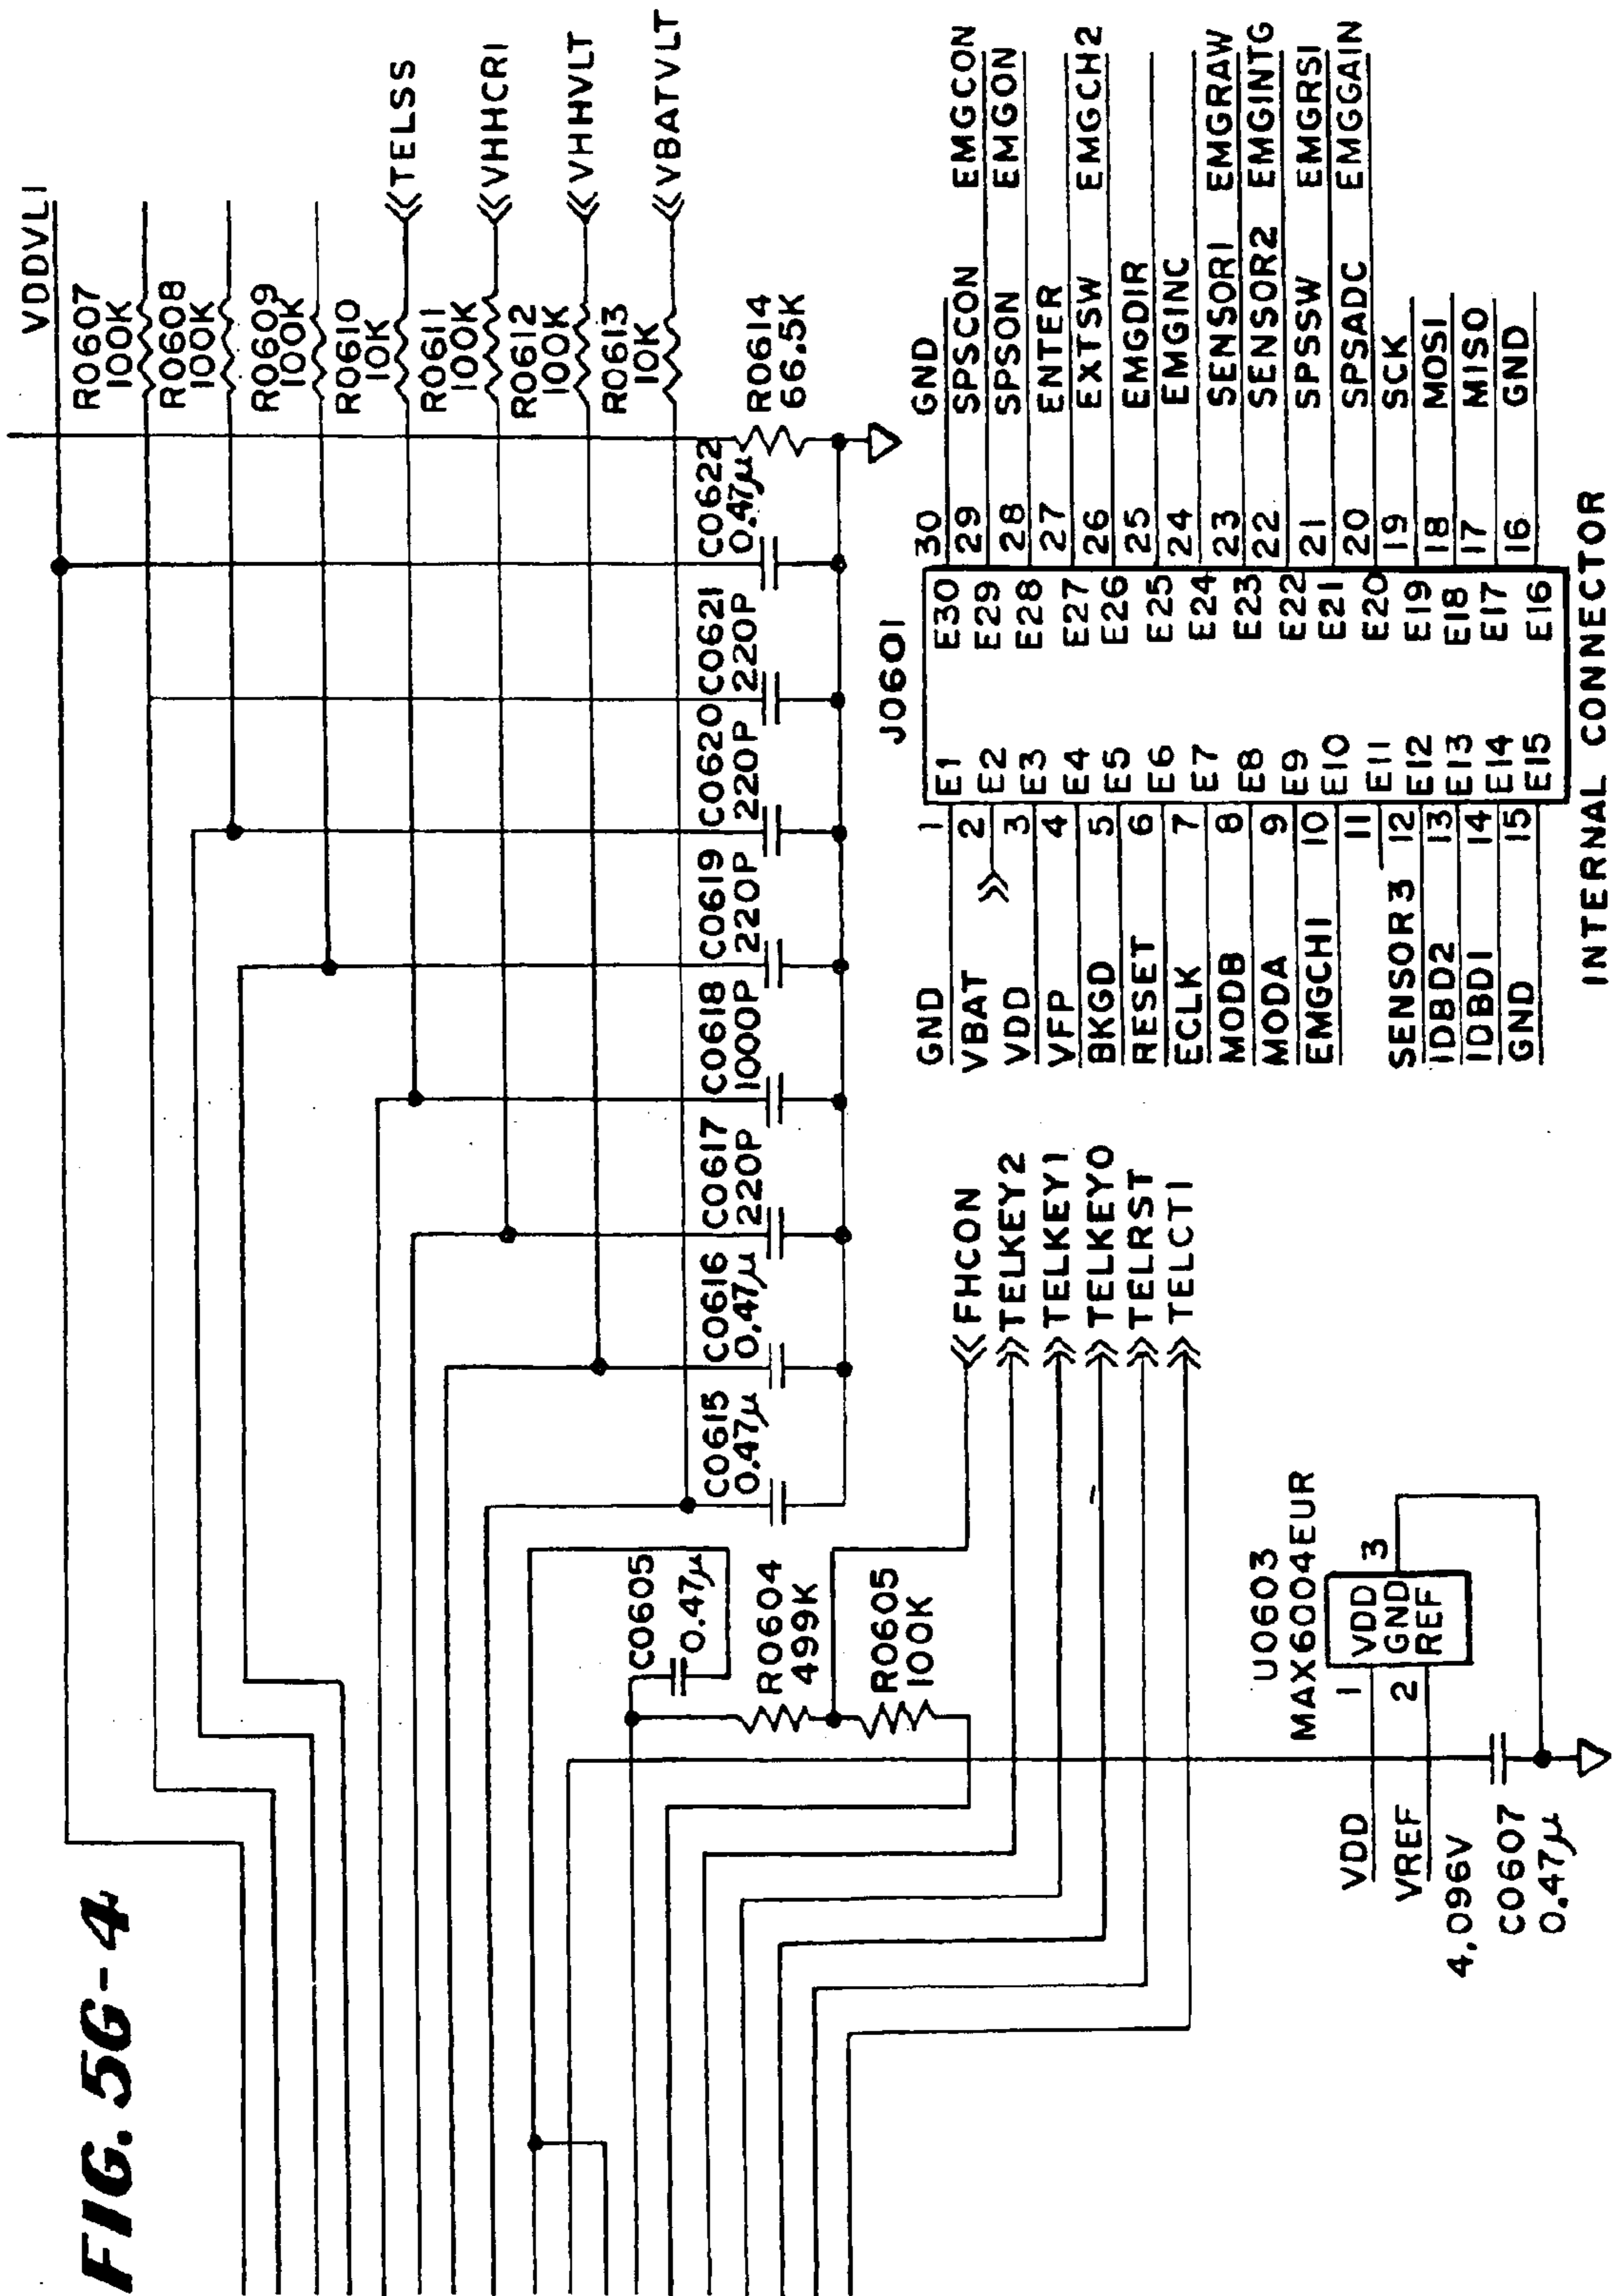 FIG. 5G-4
VDDVL1
R0607
100K
R0608
100K
R0609
100K
R0610
10K
TELSS
R0611
100K
VHHCRI
R0612
100K
VHHVLT
R0613
10K
VBATVLT
R0614
66.5K
C0622
0.47µ
C0621
220P
C0620
220P
C0619
220P
C0618
1000P
C0617
220P
C0616
0.47µ
C0615
0.47µ
C0605
0.47µ
R0604
499K
R0605
100K
FHCON
TELKEY2
TELKEY1
TELKEY0
TELRST
TELCTI
U0603
MAX6004EUR
VDD 1 VDD
GND 3
VREF 2 REF
4.096V
C0607
0.47µ
J0601
GND 1 E1 E30 30 GND
VBAT 2 E2 E29 29 SPSCON EMGCON
VDD 3 E3 E28 28 SPSON EMGON
VFP 4 E4 E27 27 ENTER
BKGD 5 E5 E26 26 EXTSW EMGCH2
RESET 6 E6 E25 25 EMGDIR
ECLK 7 E7 E24 24 EMGINC
MODB 8 E8 E23 23 SENSOR1 EMGRAW
MODA 9 E9 E22 22 SENSOR2 EMGINTG
EMGCH1 10 E10 E21 21 SPSSW EMGRSI
11 E11 E20 20 SPSADC EMGGAIN
SENSOR3 12 E12 E19 19 SCK
IDBD2 13 E13 E18 18 MOSI
IDBD1 14 E14 E17 17 MISO
GND 15 E15 E16 16 GND
INTERNAL CONNECTOR